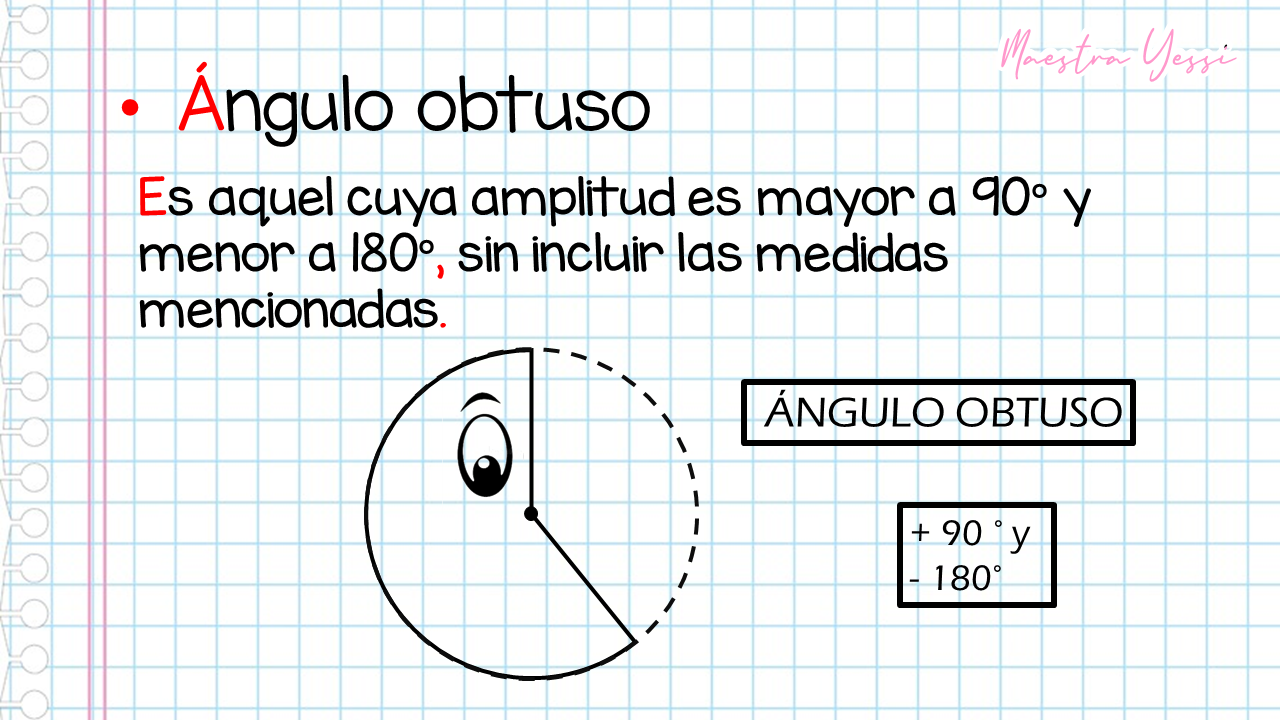 Maestra Yessi
• Ángulo obtuso
Es aquel cuya amplitud es mayor a 90° y
menor a 180°, sin incluir las medidas
mencionadas.
ÁNGULO OBTUSO
+ 90 ° y
- 180°